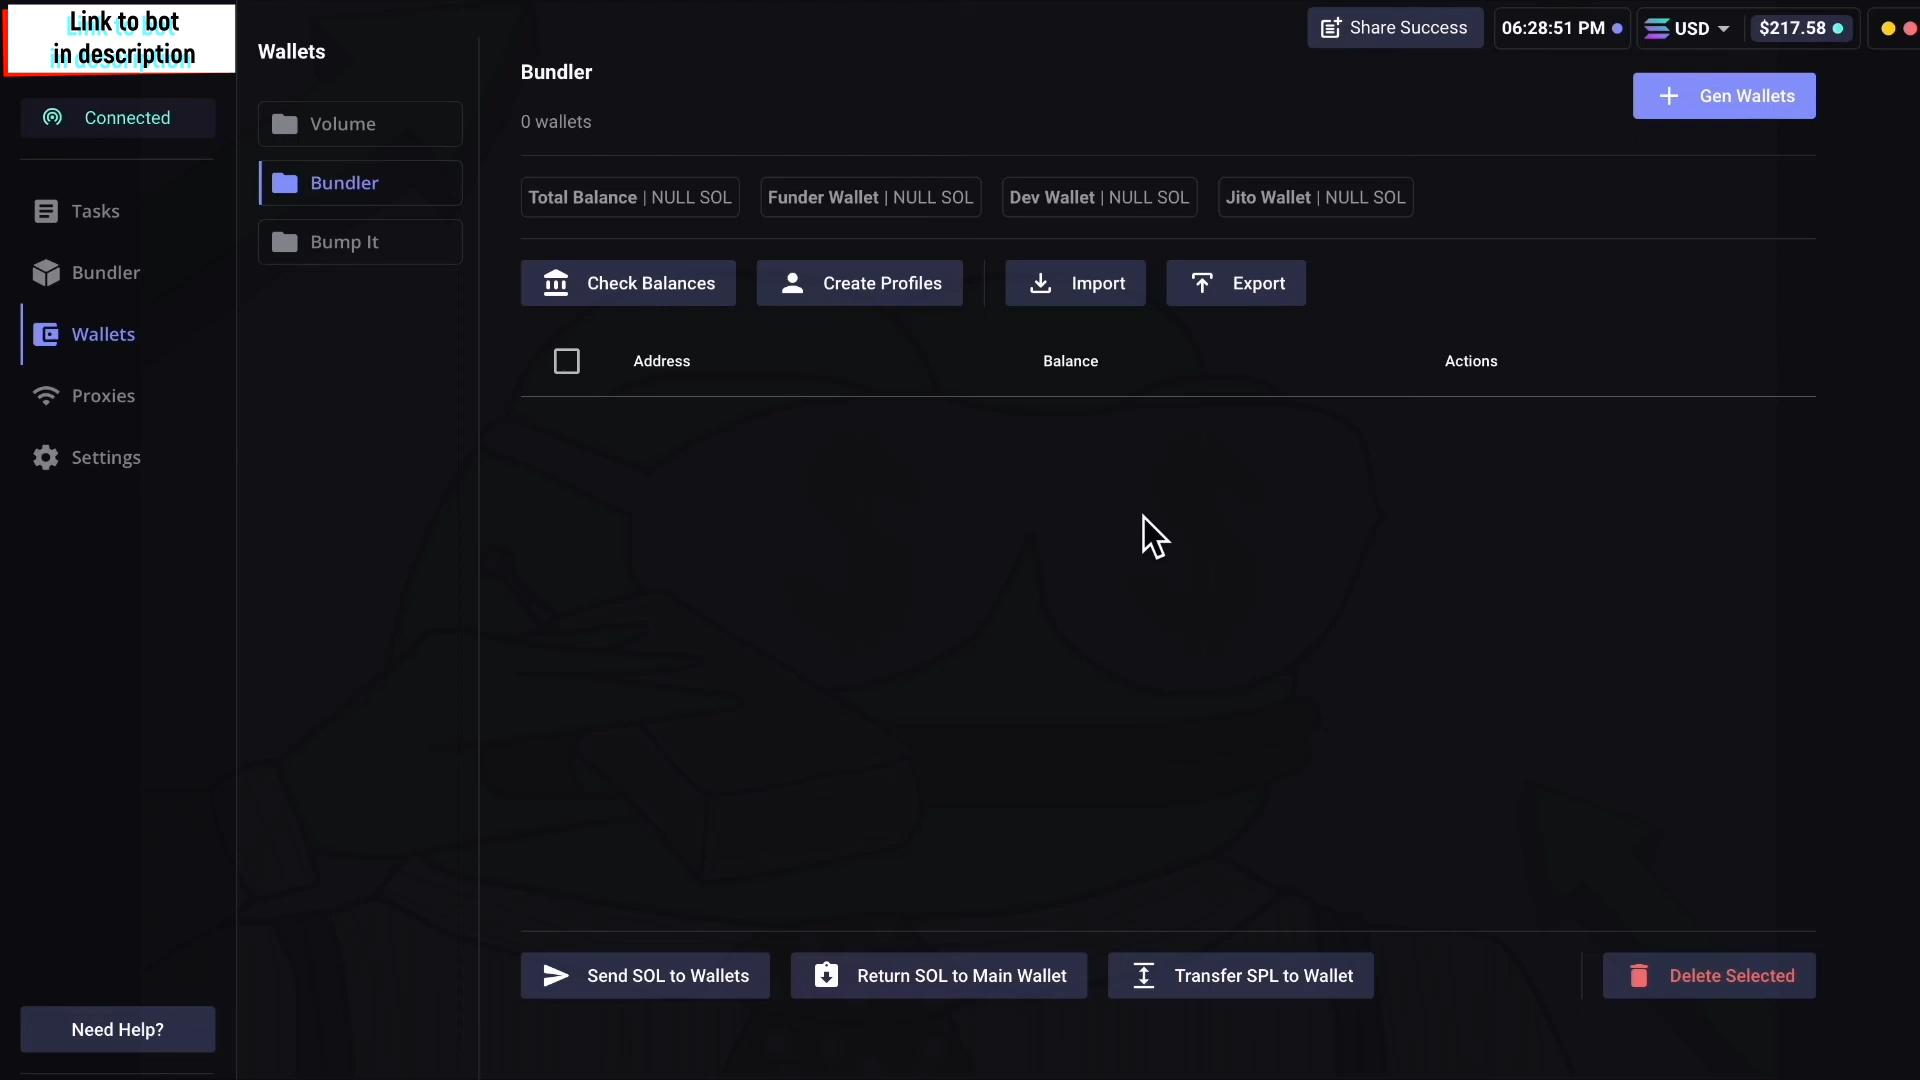 Link to bot
in description
Connected
Tasks
Bundler
Wallets
Proxies
Settings
Need Help?
Wallets
Volume
Bundler
Bump It
Share Success
06:28:51 PM
USD
$217.58
Bundler
0 wallets
Gen Wallets
Total Balance | NULL SOL
Funder Wallet | NULL SOL
Dev Wallet | NULL SOL
Jito Wallet | NULL SOL
Check Balances
Create Profiles
Import
Export
Address
Balance
Actions
Send SOL to Wallets
Return SOL to Main Wallet
Transfer SPL to Wallet
Delete Selected